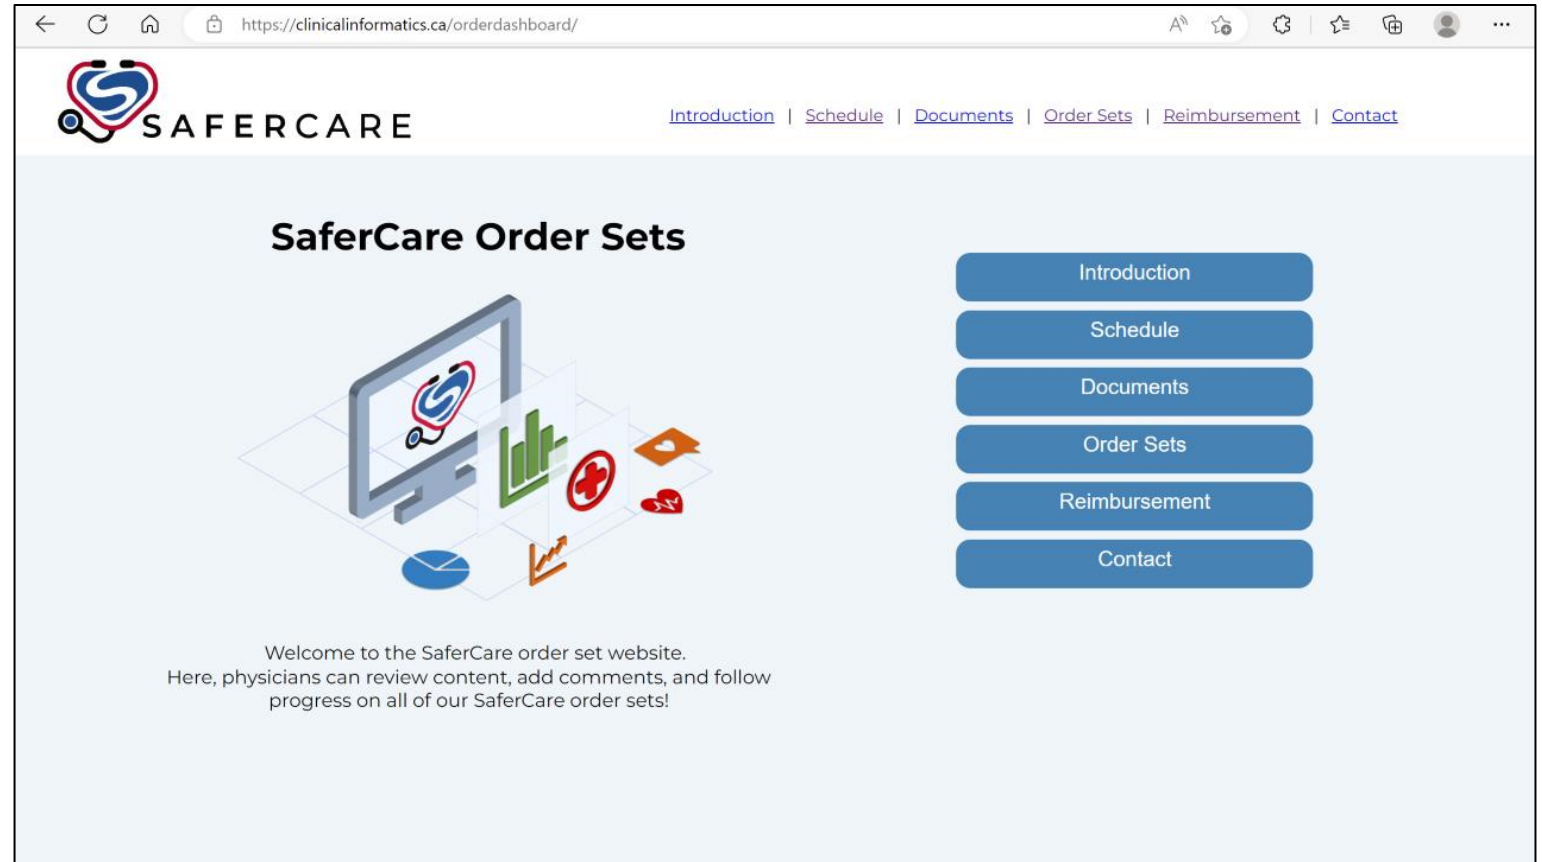 https://clinicalinformatics.ca/orderdashboard/
SAFERCARE
Introduction | Schedule | Documents | Order Sets | Reimbursement | Contact
SaferCare Order Sets
Introduction
Schedule
Documents
Order Sets
Reimbursement
Contact
Welcome to the SaferCare order set website.
Here, physicians can review content, add comments, and follow
progress on all of our SaferCare order sets!